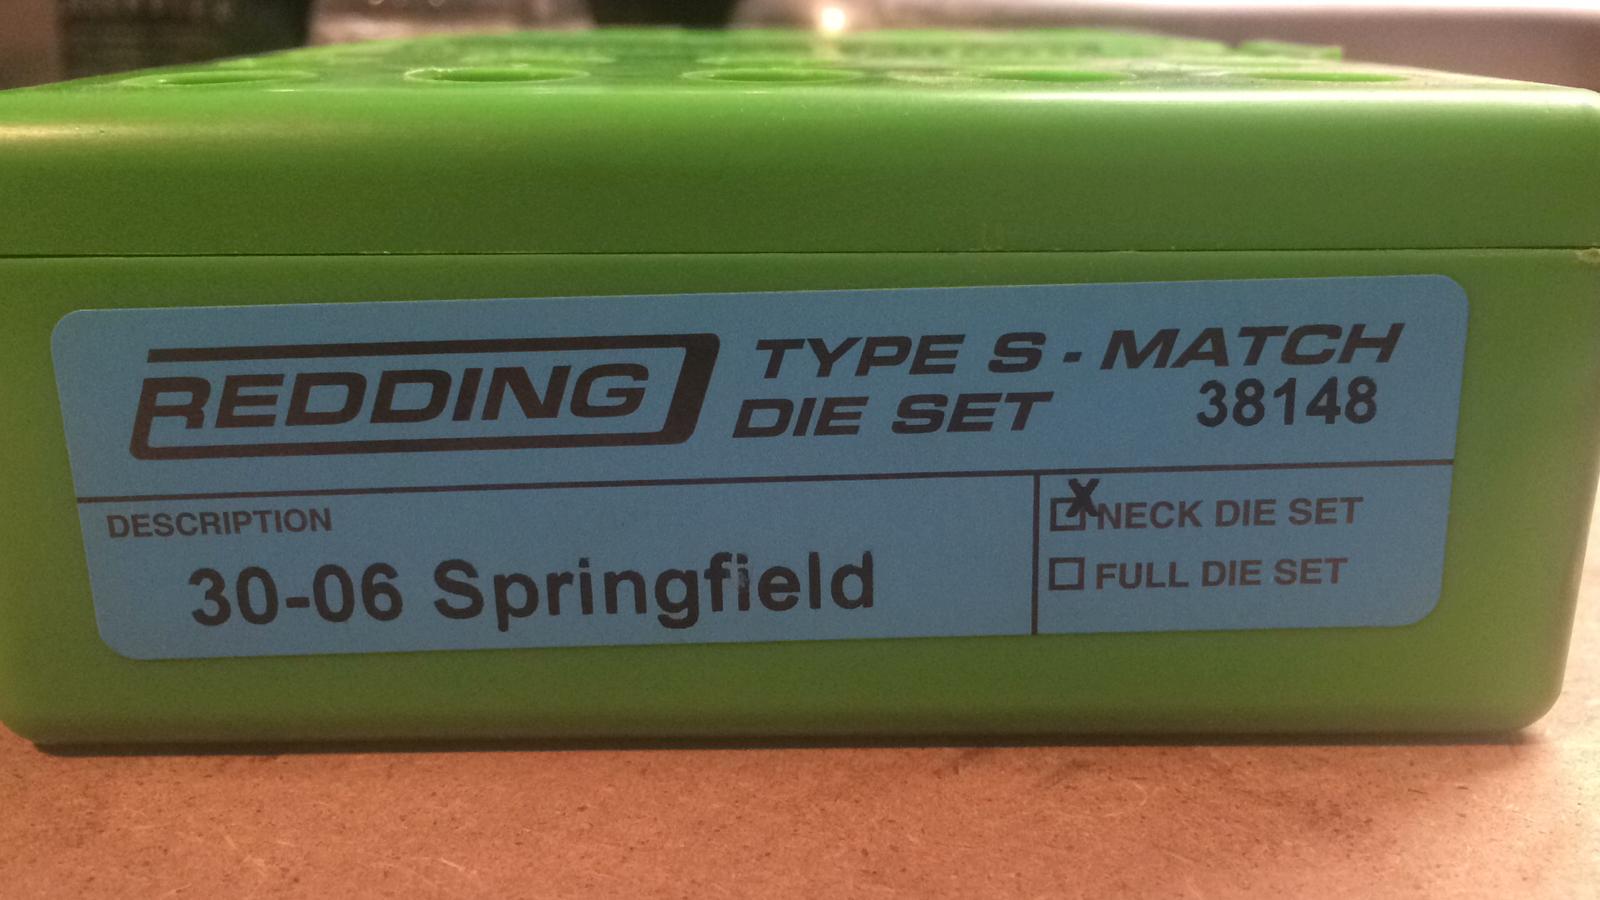 REDDING
TYPE S - MATCH
DIE SET 38148
DESCRIPTION
30-06 Springfield
X NECK DIE SET
FULL DIE SET